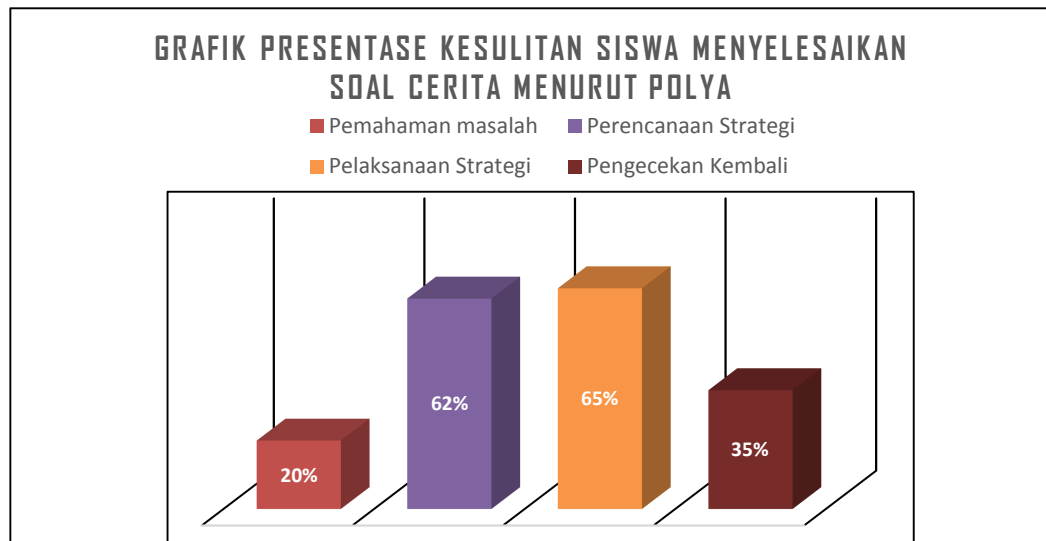 GRAFIK PRESENTASE KESULITAN SISWA MENYELESAIKAN
SOAL CERITA MENURUT POLYA
Pemahaman masalah Perencanaan Strategi
Pelaksanaan Strategi Pengecekan Kembali
20%
62%
65%
35%